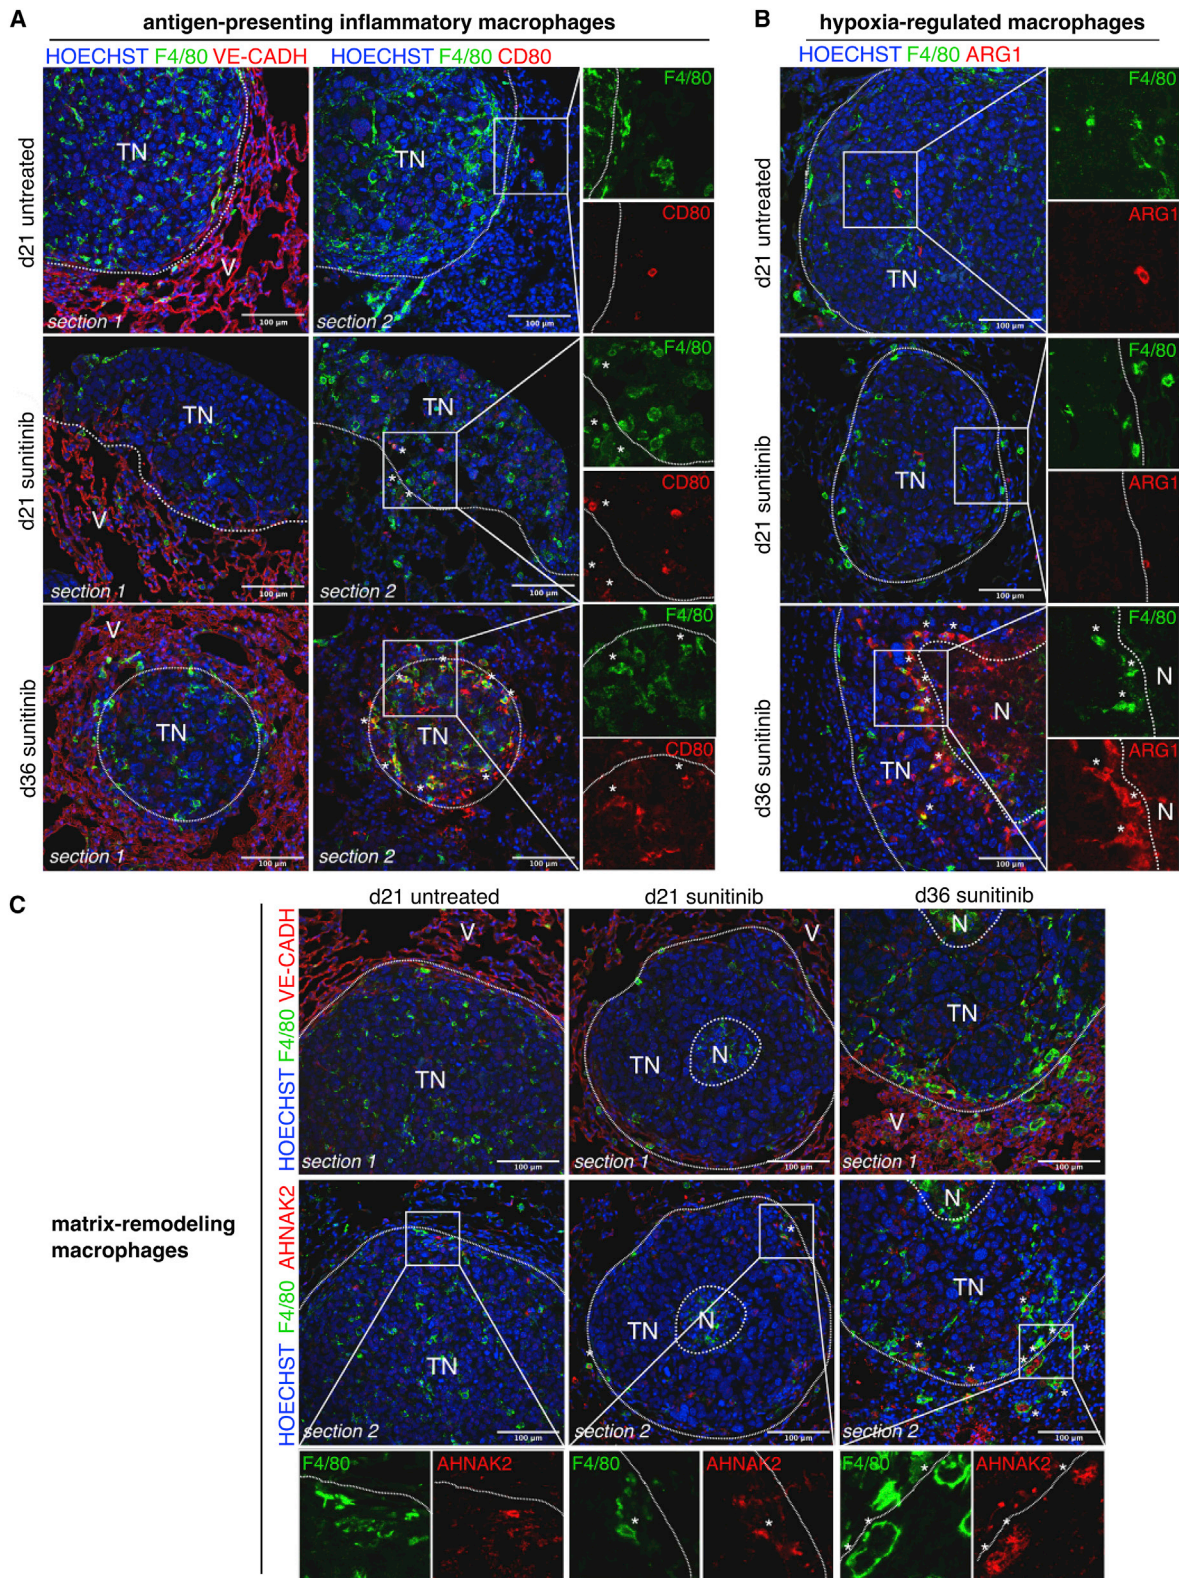 A
antigen-presenting inflammatory macrophages
HOECHST F4/80 VE-CADH
HOECHST F4/80 CD80
d21 untreated
TN
V
section 1
100 µm
TN
section 2
100 µm
F4/80
CD80
d21 sunitinib
TN
V
section 1
100 µm
TN
* * * *
section 2
100 µm
F4/80
* * *
CD80
* * *
d36 sunitinib
V
TN
section 1
100 µm
TN
* * * * * * * *
section 2
100 µm
F4/80
* *
CD80
* *
B
hypoxia-regulated macrophages
HOECHST F4/80 ARG1
d21 untreated
TN
100 µm
F4/80
ARG1
d21 sunitinib
TN
100 µm
F4/80
ARG1
d36 sunitinib
TN
N
100 µm
F4/80
N
ARG1
N
C
d21 untreated
d21 sunitinib
d36 sunitinib
matrix-remodeling
macrophages
HOECHST F4/80 VE-CADH
V
TN
section 1
100 µm
V
TN
N
section 1
100 µm
N
TN
V
section 1
100 µm
HOECHST F4/80 AHNAK2
TN
section 2
100 µm
TN
N
section 2
100 µm
N
TN
section 2
100 µm
F4/80
AHNAK2
F4/80
AHNAK2
F4/80
AHNAK2